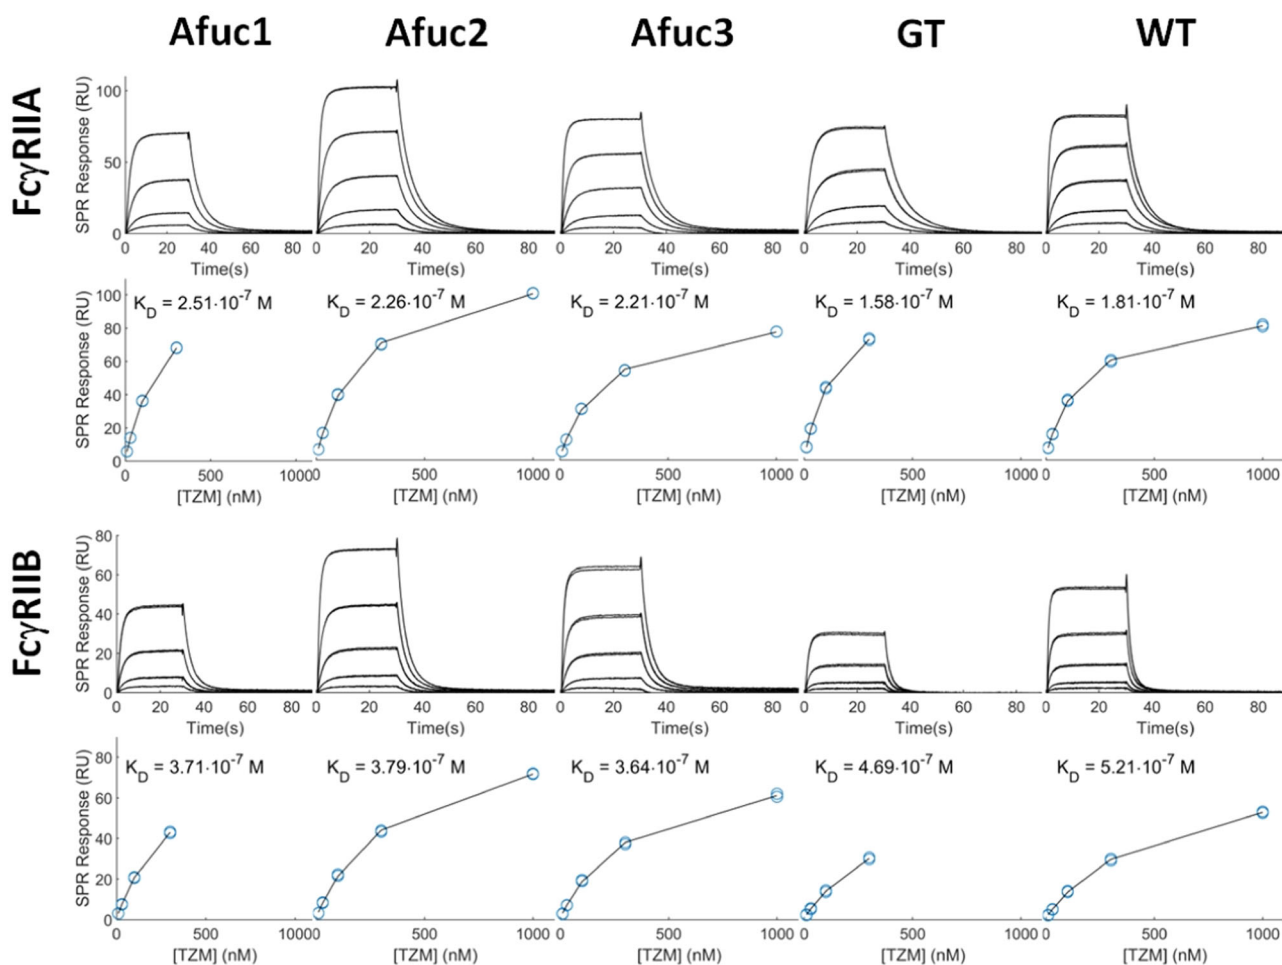 Afuc1 Afuc2 Afuc3 GT WT
FcγRIIA
SPR Response (RU)
100
50
0
0 20 40 60 80 0 20 40 60 80 0 20 40 60 80 0 20 40 60 80 0 20 40 60 80
Time(s) Time(s) Time(s) Time(s) Time(s)
SPR Response (RU)
100
80
60
40
20
0
K_D = 2.51·10^-7 M K_D = 2.26·10^-7 M K_D = 2.21·10^-7 M K_D = 1.58·10^-7 M K_D = 1.81·10^-7 M
0 500 1000 0 500 1000 0 500 1000 0 500 1000 0 500 1000
[TZM] (nM) [TZM] (nM) [TZM] (nM) [TZM] (nM) [TZM] (nM)
FcγRIIB
SPR Response (RU)
80
60
40
20
0
0 20 40 60 80 0 20 40 60 80 0 20 40 60 80 0 20 40 60 80 0 20 40 60 80
Time(s) Time(s) Time(s) Time(s) Time(s)
SPR Response (RU)
80
60
40
20
0
K_D = 3.71·10^-7 M K_D = 3.79·10^-7 M K_D = 3.64·10^-7 M K_D = 4.69·10^-7 M K_D = 5.21·10^-7 M
0 500 1000 0 500 1000 0 500 1000 0 500 1000 0 500 1000
[TZM] (nM) [TZM] (nM) [TZM] (nM) [TZM] (nM) [TZM] (nM)